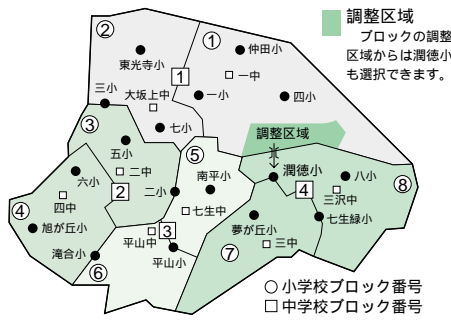 調整区域
ブロックの調整
区域からは潤徳小
も選択できます。
②
①
仲田小
東光寺小
1
一中
大坂上中
三小
一小
四小
七小
③
調整区域
五小
⑤
潤徳小
二中
南平小
八小
⑧
六小
2
二小
4
三沢中
四中
七生中
④
旭が丘小
3
夢が丘小
七生緑小
平山中
滝合小
⑦
三中
⑥
平山小
○小学校ブロック番号
□中学校ブロック番号